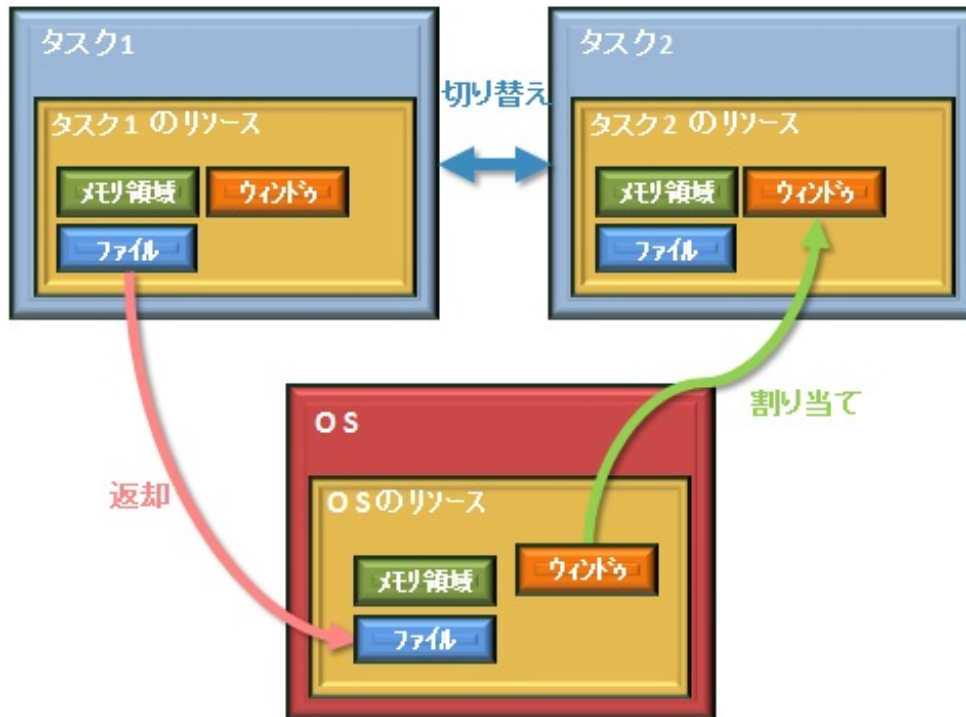 タスク1
タスク1 のリソース
メモリ領域
ウィンドゥ
ファイル
切り替え
タスク2
タスク2 のリソース
メモリ領域
ウィンドゥ
ファイル
返却
割り当て
OS
OSのリソース
メモリ領域
ウィンドゥ
ファイル